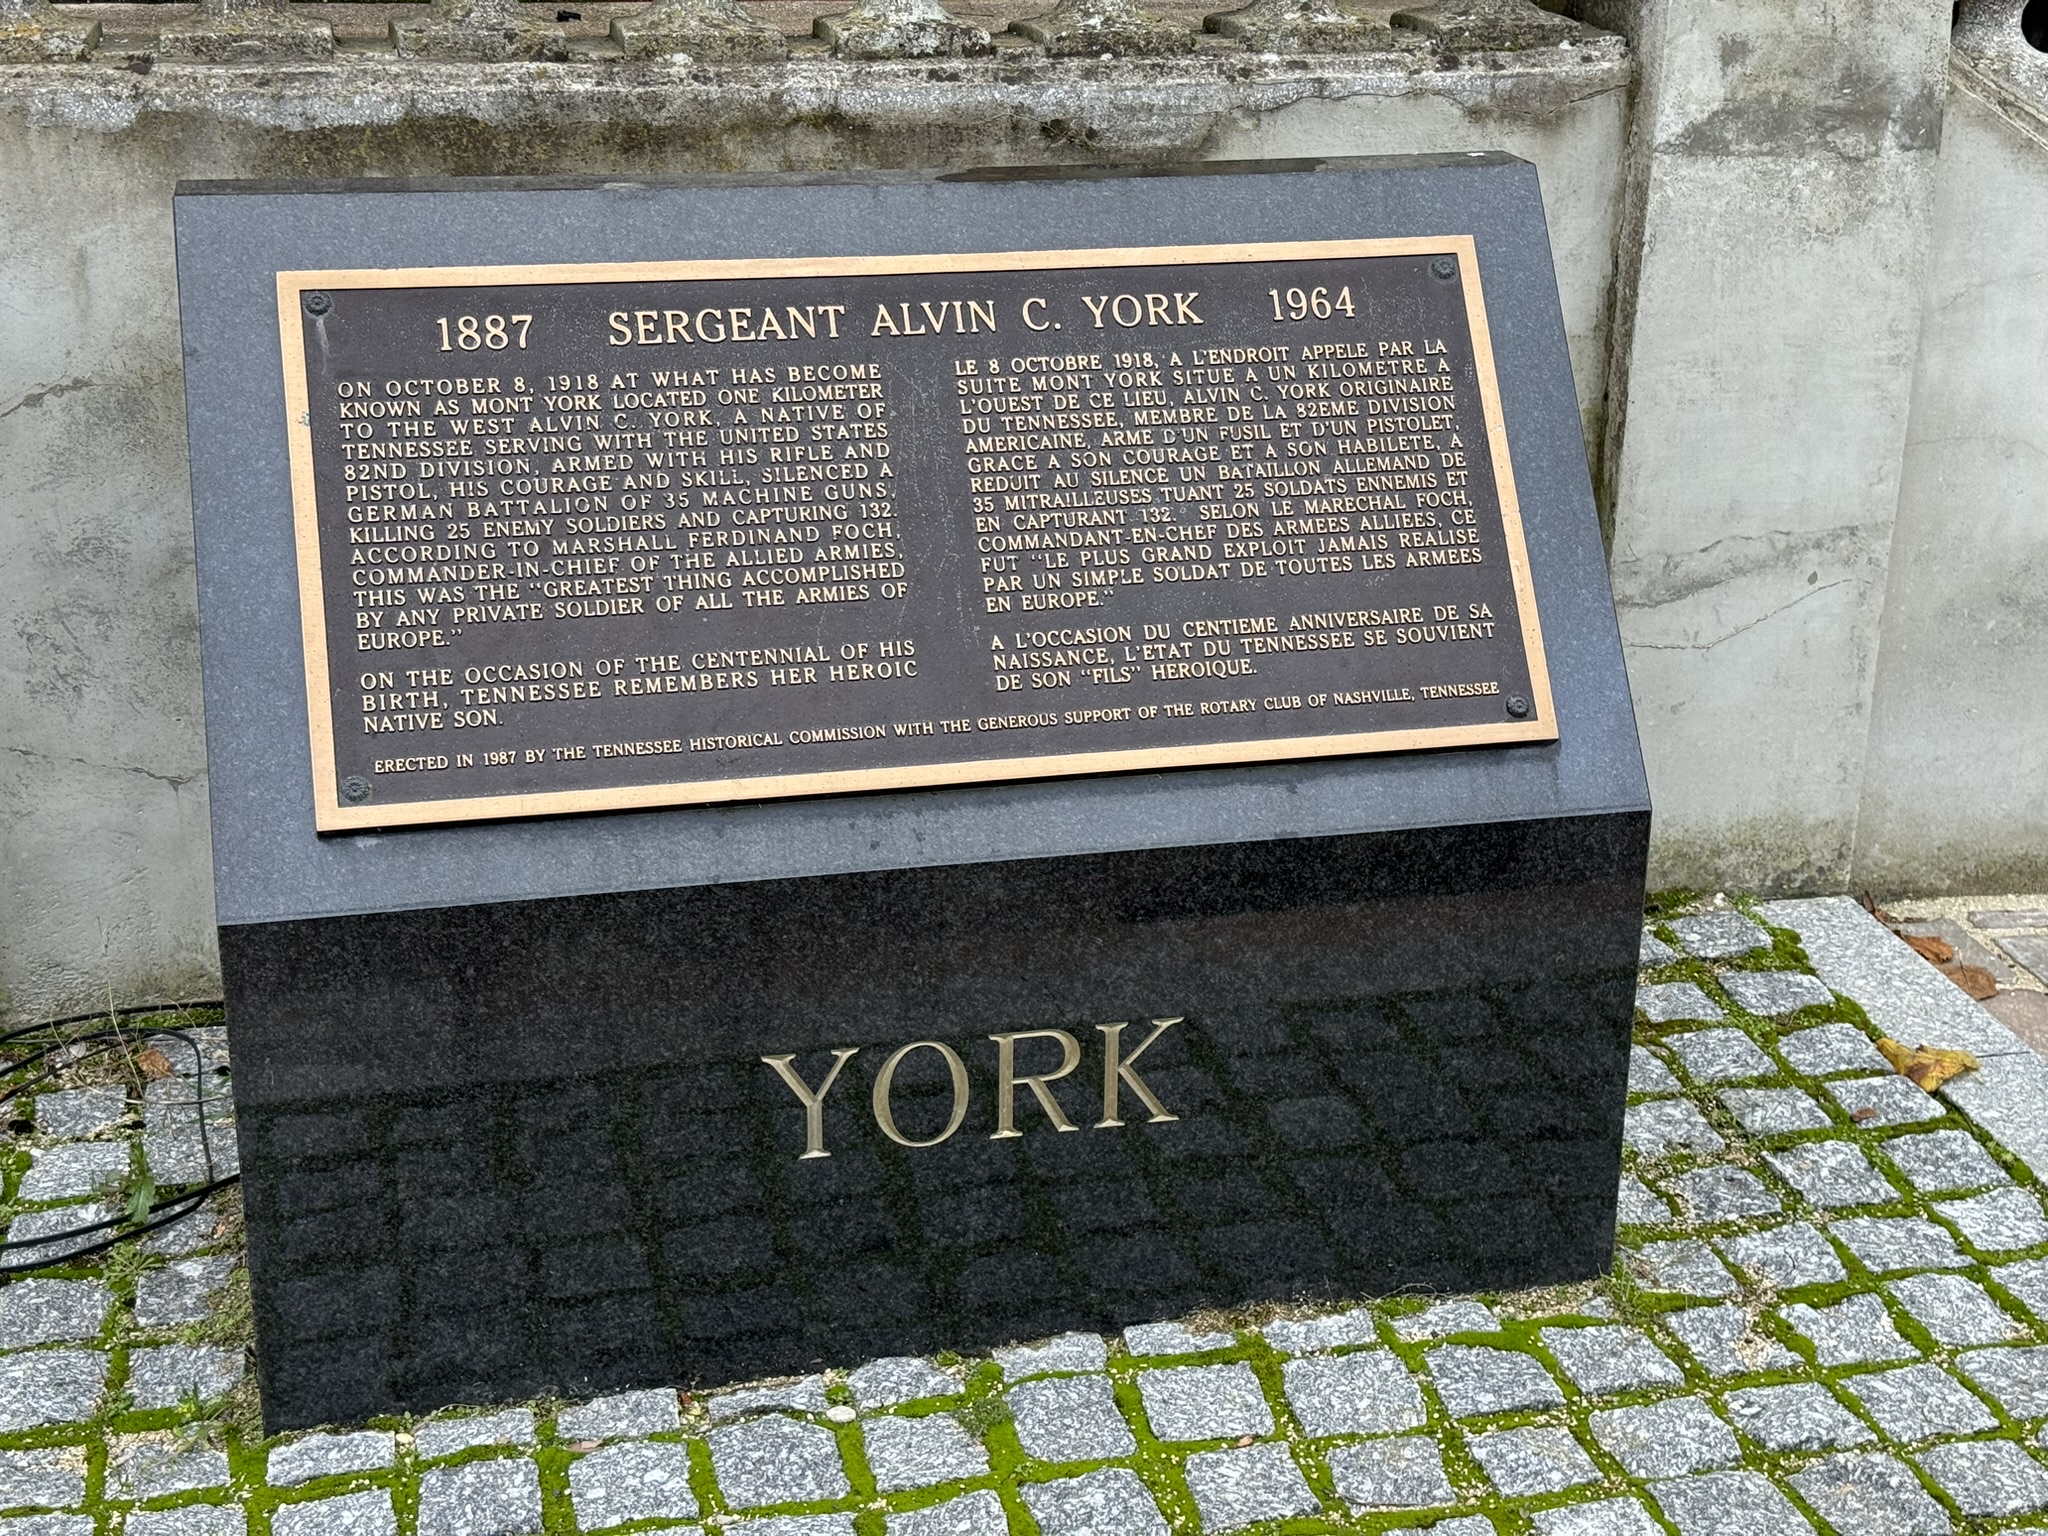 1887 SERGEANT ALVIN C. YORK 1964
ON OCTOBER 8, 1918 AT WHAT HAS BECOME
KNOWN AS MONT YORK LOCATED ONE KILOMETER
TO THE WEST ALVIN C. YORK, A NATIVE OF
TENNESSEE SERVING WITH THE UNITED STATES
82ND DIVISION, ARMED WITH HIS RIFLE AND
PISTOL, HIS COURAGE AND SKILL, SILENCED A
GERMAN BATTALION OF 35 MACHINE GUNS,
KILLING 25 ENEMY SOLDIERS AND CAPTURING 132.
ACCORDING TO MARSHALL FERDINAND FOCH,
COMMANDER-IN-CHIEF OF THE ALLIED ARMIES,
THIS WAS THE "GREATEST THING ACCOMPLISHED
BY ANY PRIVATE SOLDIER OF ALL THE ARMIES OF
EUROPE."
ON THE OCCASION OF THE CENTENNIAL OF HIS
BIRTH, TENNESSEE REMEMBERS HER HEROIC
NATIVE SON.
LE 8 OCTOBRE 1918, A L'ENDROIT APPELE PAR LA
SUITE MONT YORK SITUE A UN KILOMETRE A
L'OUEST DE CE LIEU, ALVIN C. YORK ORIGINAIRE
DU TENNESSEE, MEMBRE DE LA 82EME DIVISION
AMERICAINE, ARME D'UN FUSIL ET D'UN PISTOLET,
GRACE A SON COURAGE ET A SON HABILETE, A
REDUIT AU SILENCE UN BATAILLON ALLEMAND DE
35 MITRAILLEUSES TUANT 25 SOLDATS ENNEMIS ET
EN CAPTURANT 132. SELON LE MARECHAL FOCH,
COMMANDANT-EN-CHEF DES ARMEES ALLIEES, CE
FUT "LE PLUS GRAND EXPLOIT JAMAIS REALISE
PAR UN SIMPLE SOLDAT DE TOUTES LES ARMEES
EN EUROPE."
A L'OCCASION DU CENTIEME ANNIVERSAIRE DE SA
NAISSANCE, L'ETAT DU TENNESSEE SE SOUVIENT
DE SON "FILS" HEROIQUE.
ERECTED IN 1987 BY THE TENNESSEE HISTORICAL COMMISSION WITH THE GENEROUS SUPPORT OF THE ROTARY CLUB OF NASHVILLE, TENNESSEE
YORK